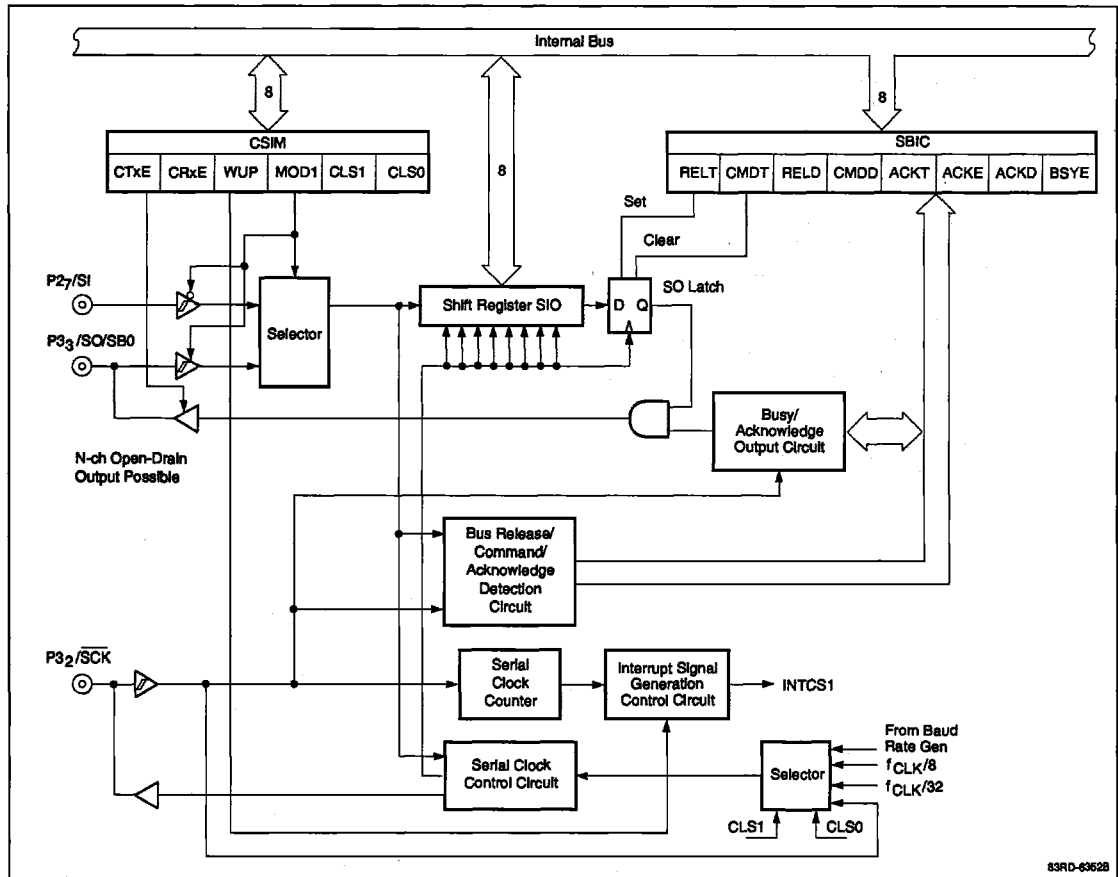 Internal Bus
8
8
8
CSIM
CTxE CRxE WUP MOD1 CLS1 CLS0
SBIC
RELT CMDT RELD CMDD ACKT ACKE ACKD BSYE
Set
Clear
P27/SI
SO Latch
Selector
Shift Register SIO
D Q
P33/SO/SB0
Busy/
Acknowledge
Output Circuit
N-ch Open-Drain
Output Possible
Bus Release/
Command/
Acknowledge
Detection
Circuit
P32/S̅C̅K̅
Serial
Clock
Counter
Interrupt Signal
Generation
Control Circuit
INTCS1
From Baud
Rate Gen
Serial Clock
Control Circuit
Selector
fCLK/8
fCLK/32
CLS1 CLS0
83RD-6352B